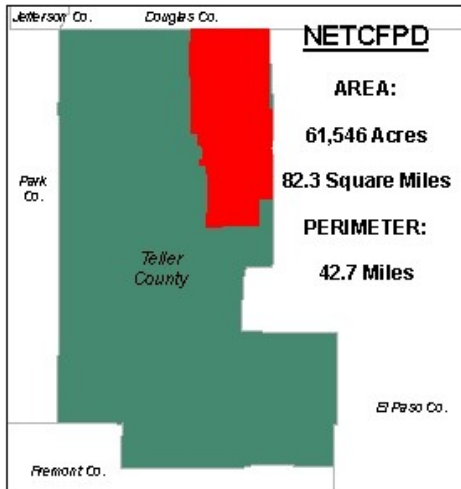 Jefferson Co.
Douglas Co.
NETCFPD
AREA:
61,546 Acres
82.3 Square Miles
PERIMETER:
42.7 Miles
Park
Co.
Teller
County
El Paso Co.
Fremont Co.